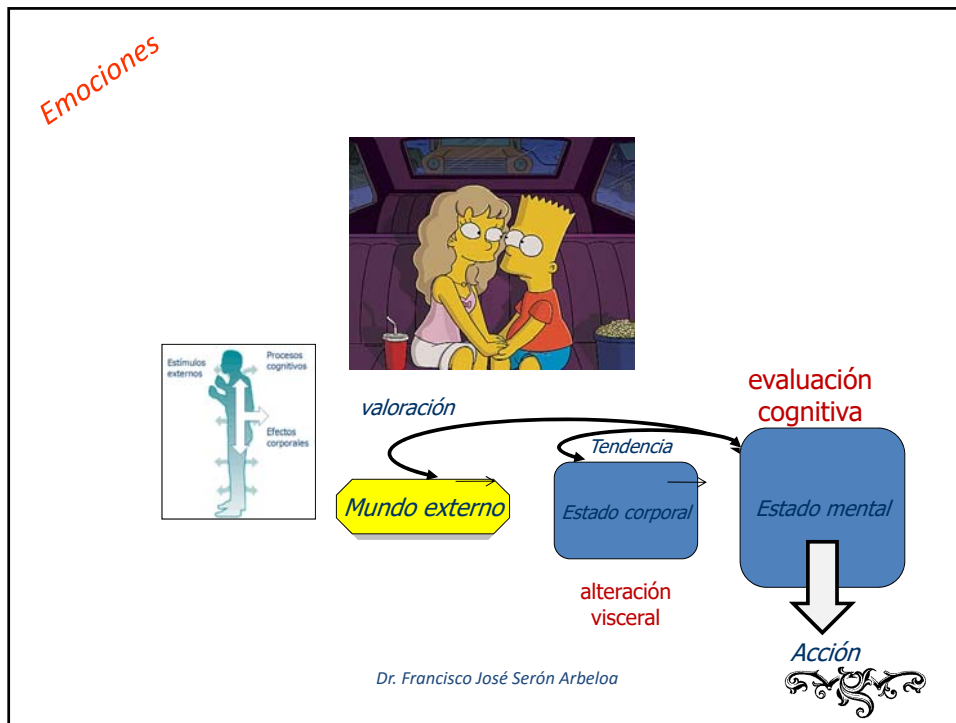 Emociones
Estímulos
externos
Procesos
cognitivos
Efectos
corporales
valoración
evaluación
cognitiva
Tendencia
Mundo externo
Estado corporal
Estado mental
alteración
visceral
Acción
Dr. Francisco José Serón Arbeloa